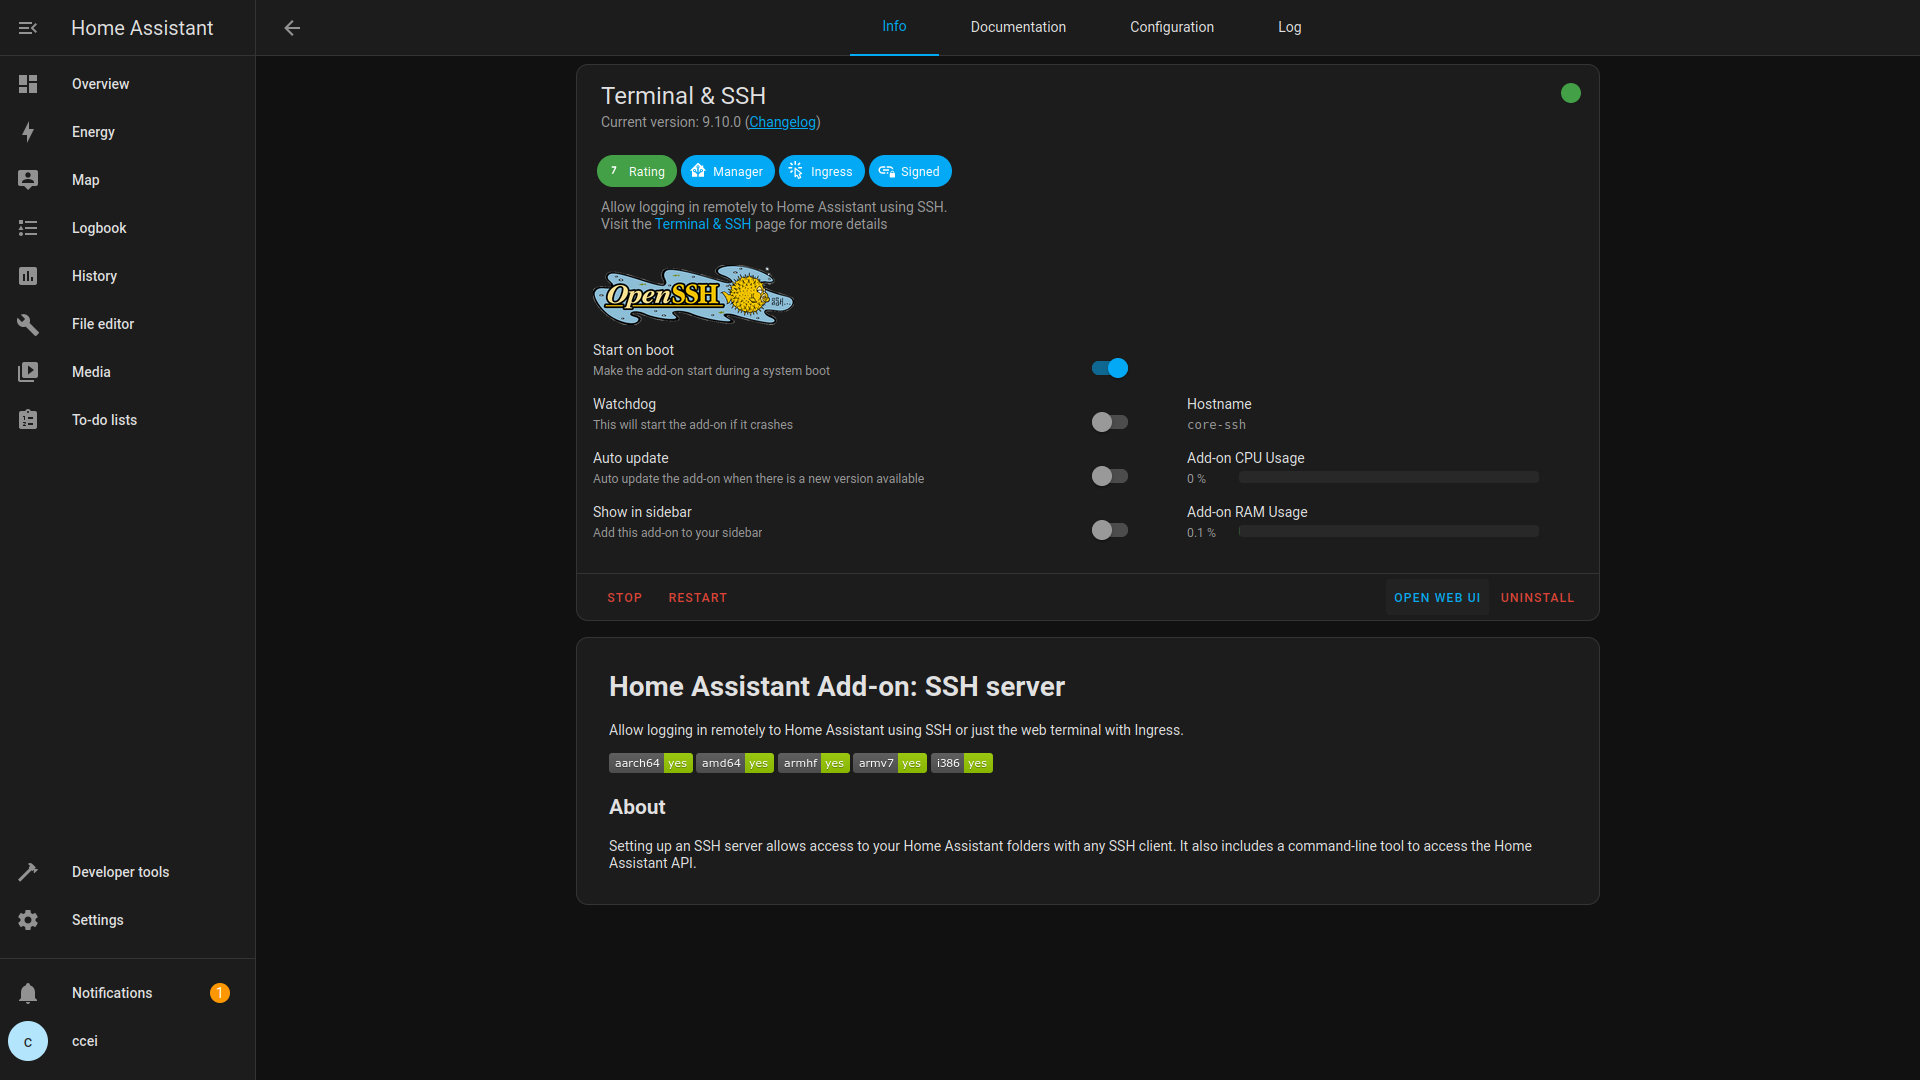 Home Assistant
Overview
Energy
Map
Logbook
History
File editor
Media
To-do lists
Developer tools
Settings
Notifications
1
c
ccei
Info
Documentation
Configuration
Log
Terminal & SSH
Current version: 9.10.0 (Changelog)
7 Rating
Manager
Ingress
Signed
Allow logging in remotely to Home Assistant using SSH.
Visit the Terminal & SSH page for more details
OpenSSH
SSH...
Start on boot
Make the add-on start during a system boot
Watchdog
This will start the add-on if it crashes
Auto update
Auto update the add-on when there is a new version available
Show in sidebar
Add this add-on to your sidebar
Hostname
core-ssh
Add-on CPU Usage
0 %
Add-on RAM Usage
0.1 %
STOP
RESTART
OPEN WEB UI
UNINSTALL
Home Assistant Add-on: SSH server
Allow logging in remotely to Home Assistant using SSH or just the web terminal with Ingress.
aarch64 yes
amd64 yes
armhf yes
armv7 yes
i386 yes
About
Setting up an SSH server allows access to your Home Assistant folders with any SSH client. It also includes a command-line tool to access the Home
Assistant API.